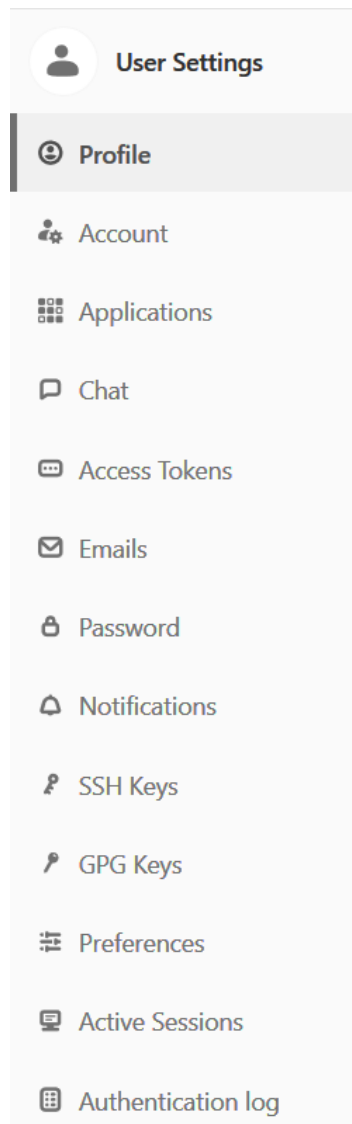 User Settings
Profile
Account
Applications
Chat
Access Tokens
Emails
Password
Notifications
SSH Keys
GPG Keys
Preferences
Active Sessions
Authentication log